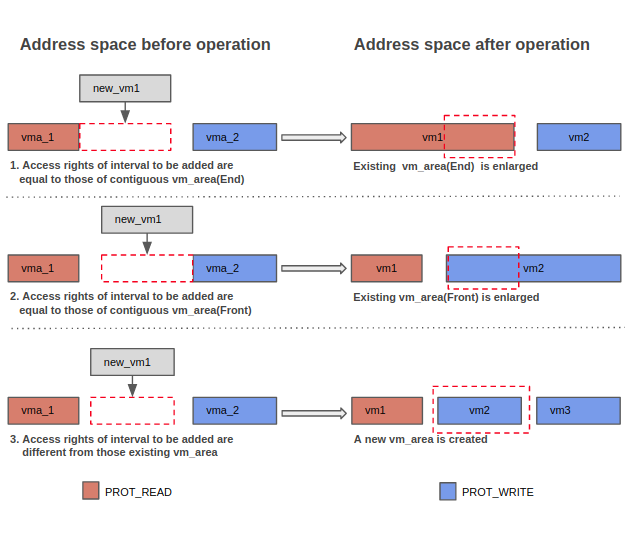 Address space before operation
Address space after operation
new_vm1
vma_1
vma_2
vm1
vm2
1. Access rights of interval to be added are
equal to those of contiguous vm_area(End)
Existing vm_area(End) is enlarged
new_vm1
vma_1
vma_2
vm1
vm2
2. Access rights of interval to be added are
equal to those of contiguous vm_area(Front)
Existing vm_area(Front) is enlarged
new_vm1
vma_1
vma_2
vm1
vm2
vm3
3. Access rights of interval to be added are
different from those existing vm_area
A new vm_area is created
PROT_READ
PROT_WRITE